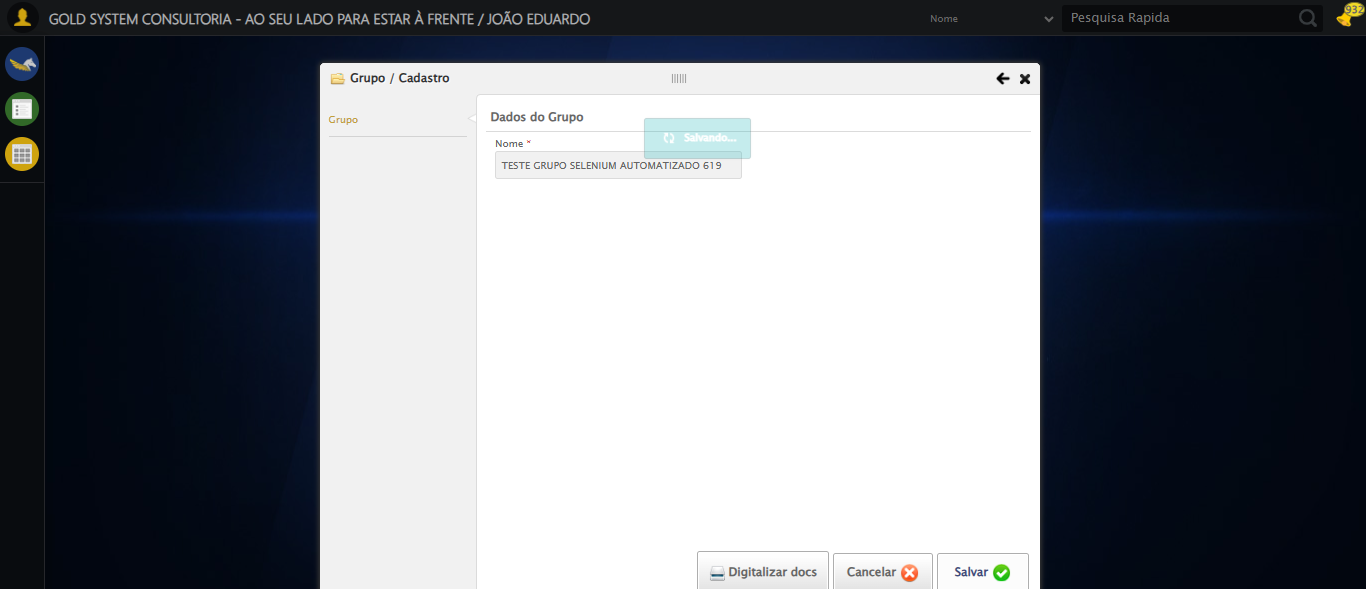 GOLD SYSTEM CONSULTORIA - AO SEU LADO PARA ESTAR À FRENTE / JOÃO EDUARDO
Nome
Pesquisa Rapida
932
Grupo / Cadastro
Grupo
Dados do Grupo
Salvando...
Nome *
TESTE GRUPO SELENIUM AUTOMATIZADO 619
Digitalizar docs
Cancelar
Salvar